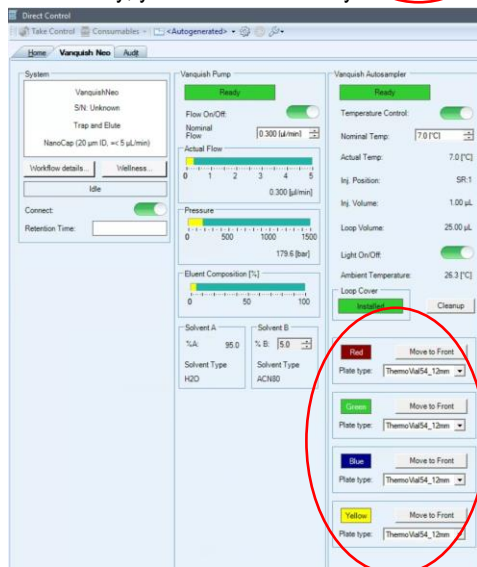 Direct Control
Take Control Consumables <Autogenerated>
Home Vanquish Neo Audit
System
VanquishNeo
S/N: Unknown
Trap and Elute
NanoCap (20 µm ID, =< 5 µL/min)
Workflow details... Wellness...
Idle
Connect:
Retention Time:
Vanquish Pump
Ready
Flow On/Off:
Nominal
Flow
0.300 [µl/min]
Actual Flow
0 1 2 3 4 5
0.300 [µl/min]
Pressure
0 500 1000 1500
179.6 [bar]
Eluent Composition [%]
0 50 100
Solvent A
%A: 95.0
Solvent Type
H2O
Solvent B
% B: 5.0
Solvent Type
ACN80
Vanquish Autosampler
Ready
Temperature Control:
Nominal Temp: 7.0 [°C]
Actual Temp: 7.0 [°C]
Inj. Position: SR:1
Inj. Volume: 1.00 µL
Loop Volume: 25.00 µL
Light On/Off:
Ambient Temperature: 26.3 [°C]
Loop Cover
Installed Cleanup
Red Move to Front
Plate type: ThermoVial54_12mm
Green Move to Front
Plate type: ThermoVial54_12mm
Blue Move to Front
Plate type: ThermoVial54_12mm
Yellow Move to Front
Plate type: ThermoVial54_12mm